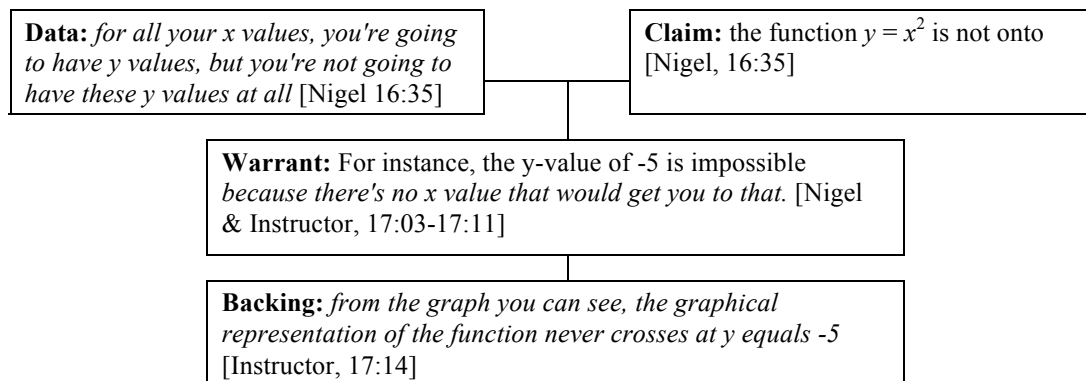 Data: for all your x values, you're going
to have y values, but you're not going to
have these y values at all [Nigel 16:35]
Claim: the function y = x² is not onto
[Nigel, 16:35]
Warrant: For instance, the y-value of -5 is impossible
because there's no x value that would get you to that. [Nigel
& Instructor, 17:03-17:11]
Backing: from the graph you can see, the graphical
representation of the function never crosses at y equals -5
[Instructor, 17:14]